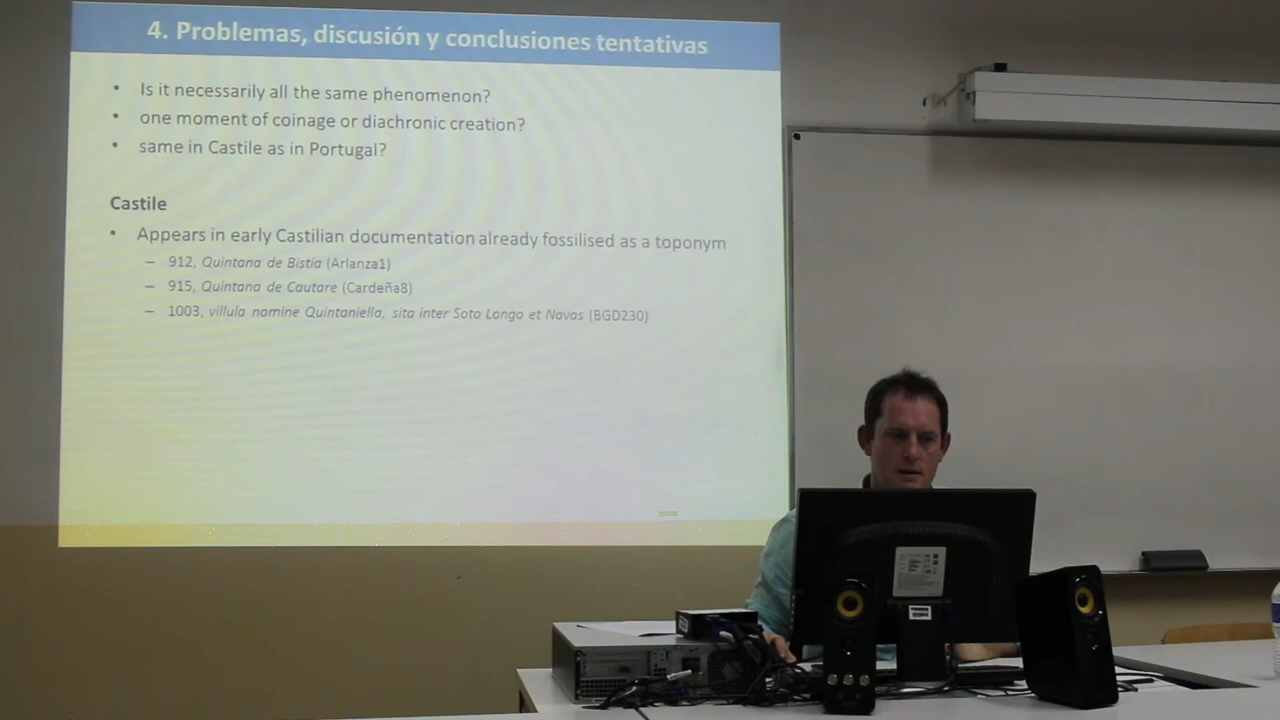 4. Problemas, discusión y conclusiones tentativas
• Is it necessarily all the same phenomenon?
• one moment of coinage or diachronic creation?
• same in Castile as in Portugal?
Castile
• Appears in early Castilian documentation already fossilised as a toponym
– 912, Quintana de Bistia (Arlanza1)
– 915, Quintana de Cautare (Cardeña8)
– 1003, villula nomine Quintaniella, sita inter Soto Longo et Navas (BGD230)